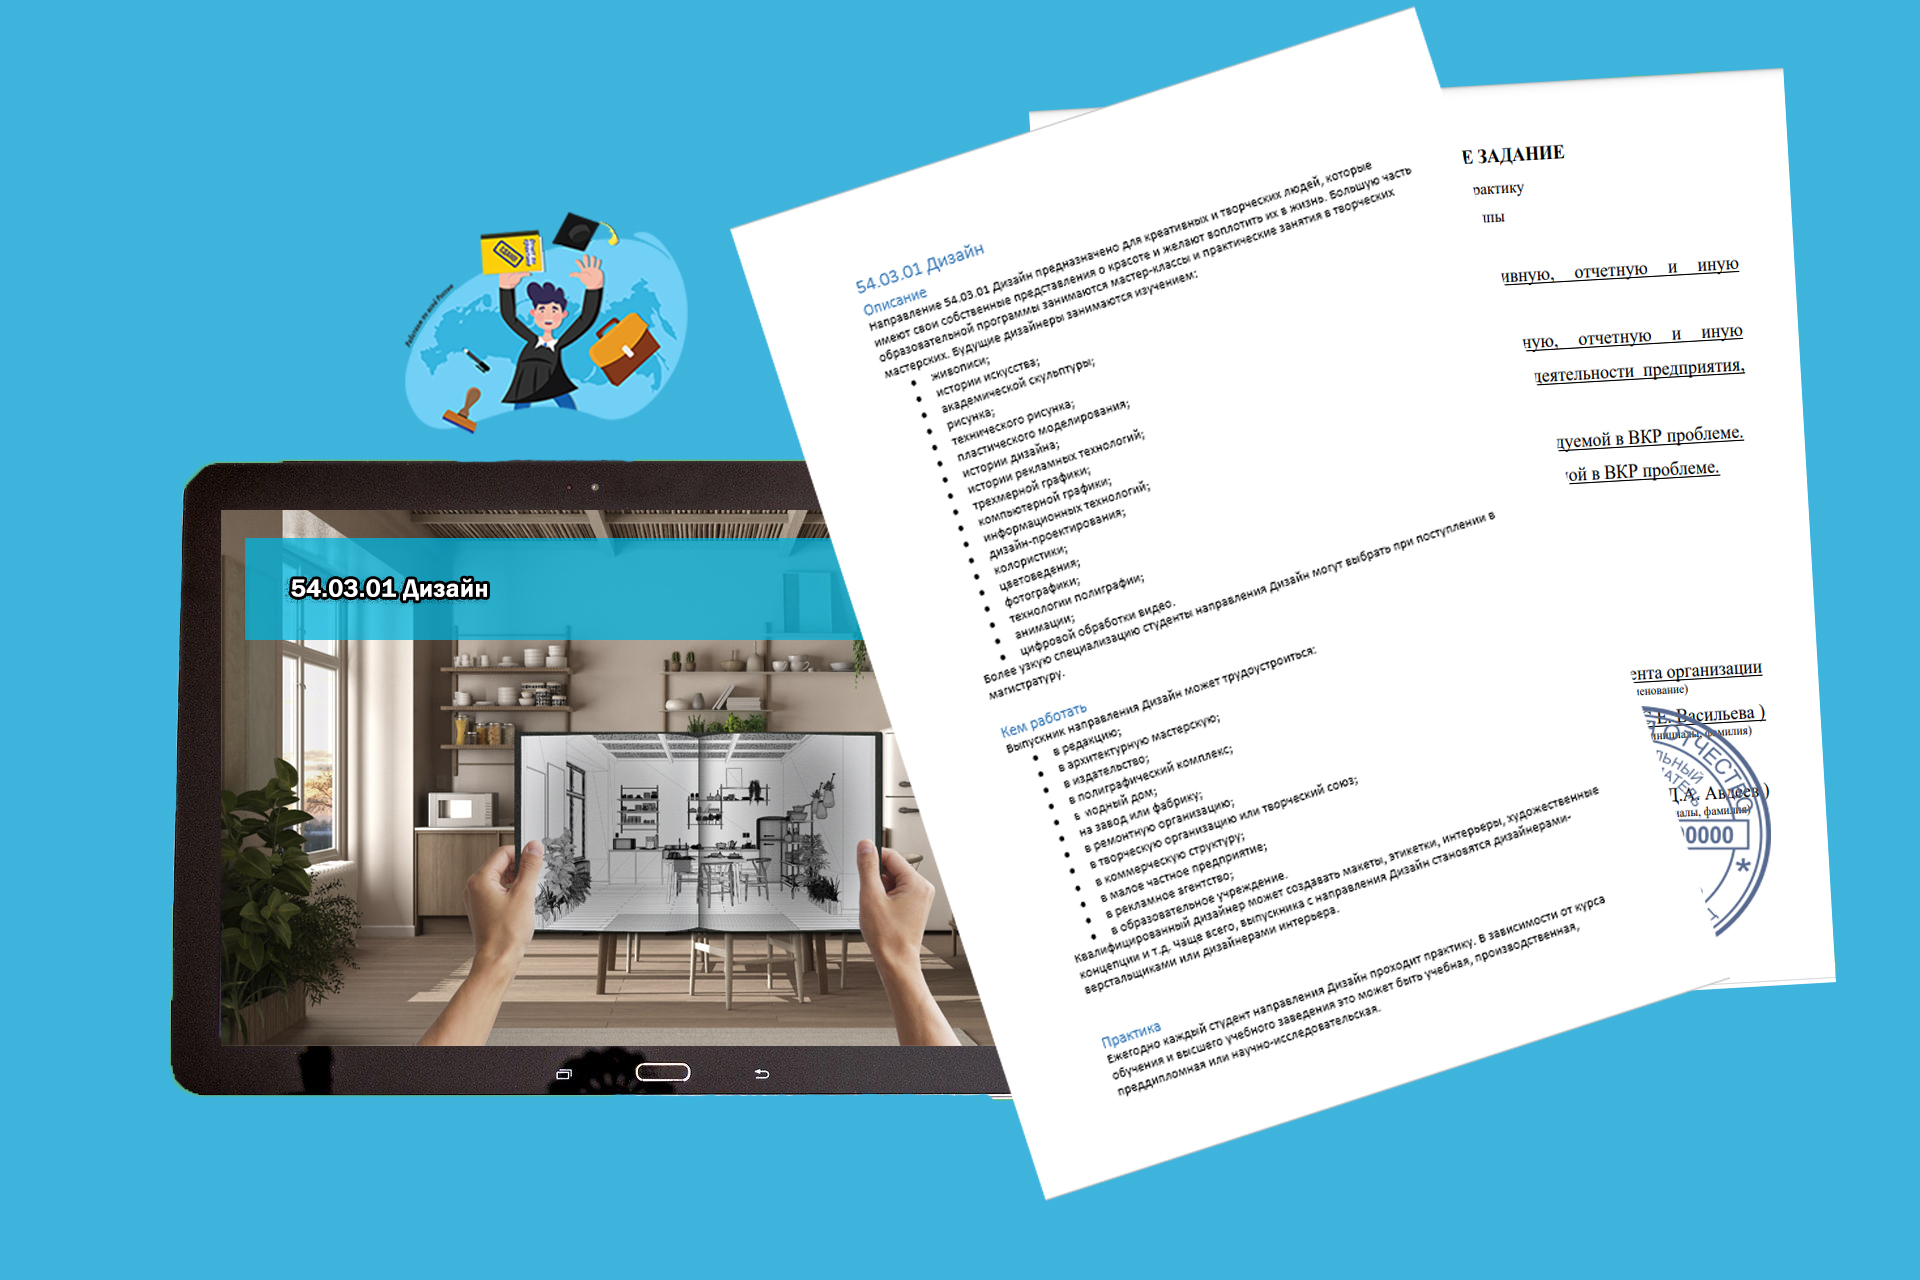 Работаем по всей России
54.03.01 Дизайн
54.03.01 Дизайн
Описание
Направление 54.03.01 Дизайн предназначено для креативных и творческих людей, которые
имеют свои собственные представления о красоте и желают воплотить их в жизнь. Большую часть
образовательной программы занимаются мастер-классы и практические занятия в творческих
мастерских. Будущие дизайнеры занимаются изучением:
живописи;
истории искусства;
академической скульптуры;
рисунка;
технического рисунка;
пластического моделирования;
истории дизайна;
истории рекламных технологий;
трехмерной графики;
компьютерной графики;
информационных технологий;
дизайн-проектирования;
колористики;
цветоведения;
фотографики;
технологии полиграфии;
анимации;
цифровой обработки видео.
Более узкую специализацию студенты направления Дизайн могут выбрать при поступлении в
магистратуру.
Кем работать
Выпускник направления Дизайн может трудоустроиться:
в редакцию;
в архитектурную мастерскую;
в издательство;
в полиграфический комплекс;
в модный дом;
на завод или фабрику;
в ремонтную организацию;
в творческую организацию или творческий союз;
в коммерческую структуру;
в малое частное предприятие;
в рекламное агентство;
в образовательное учреждение.
Квалифицированный дизайнер может создавать макеты, этикетки, интерьеры, художественные
концепции и т.д. Чаще всего, выпускника с направления Дизайн становятся дизайнерами-
верстальщиками или дизайнерами интерьера.
Практика
Ежегодно каждый студент направления Дизайн проходит практику. В зависимости от курса
обучения и высшего учебного заведения это может быть учебная, производственная,
преддипломная или научно-исследовательская.
Е ЗАДАНИЕ
рактику
пы
ивную, отчетную и иную
ную, отчетную и иную
деятельности предприятия,
дуемой в ВКР проблеме.
ой в ВКР проблеме.
ента организации
енование)
.Е. Васильева )
инициалы, фамилия)
Д.А. Авдеев )
иалы, фамилия)
ОТЧЕСТВО
0000
*